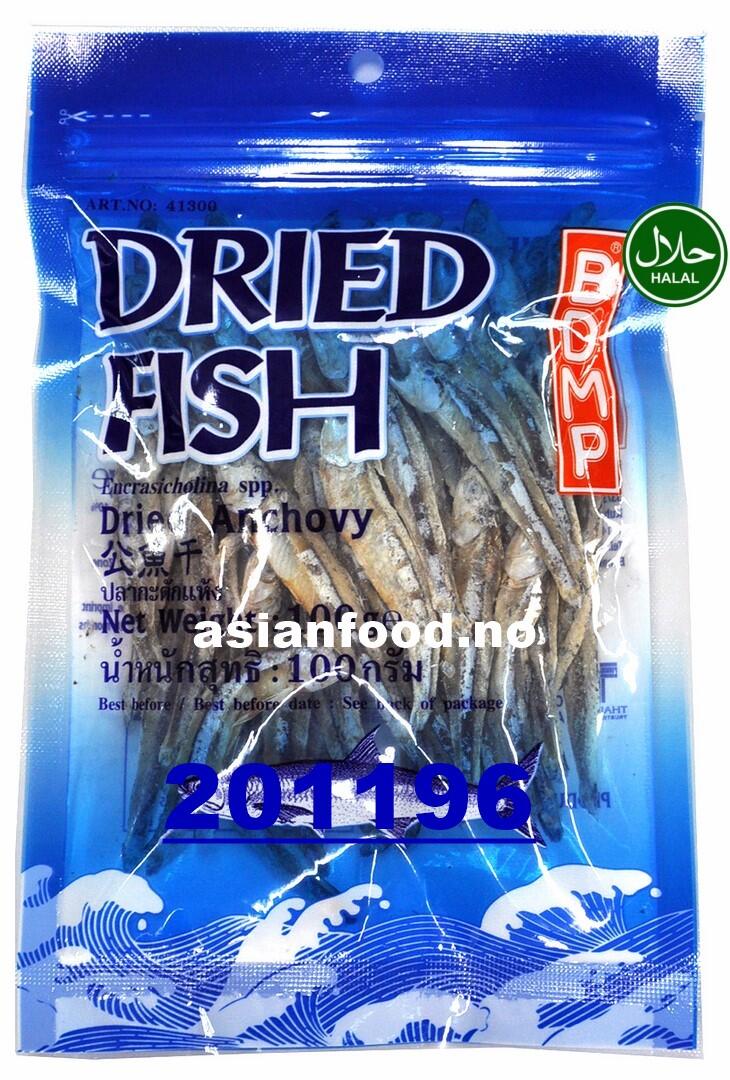 ART.NO: 41300
DRIED
FISH
BDMP
®
حلال
HALAL
Encrasicholina spp.
Dried Anchovy
公魚干
ปลากะตักแห้ง
Net Weight : 100 g e
asianfood.no
น้ำหนักสุทธิ : 100 กรัม
Best before / Best before date : See back of package
201196